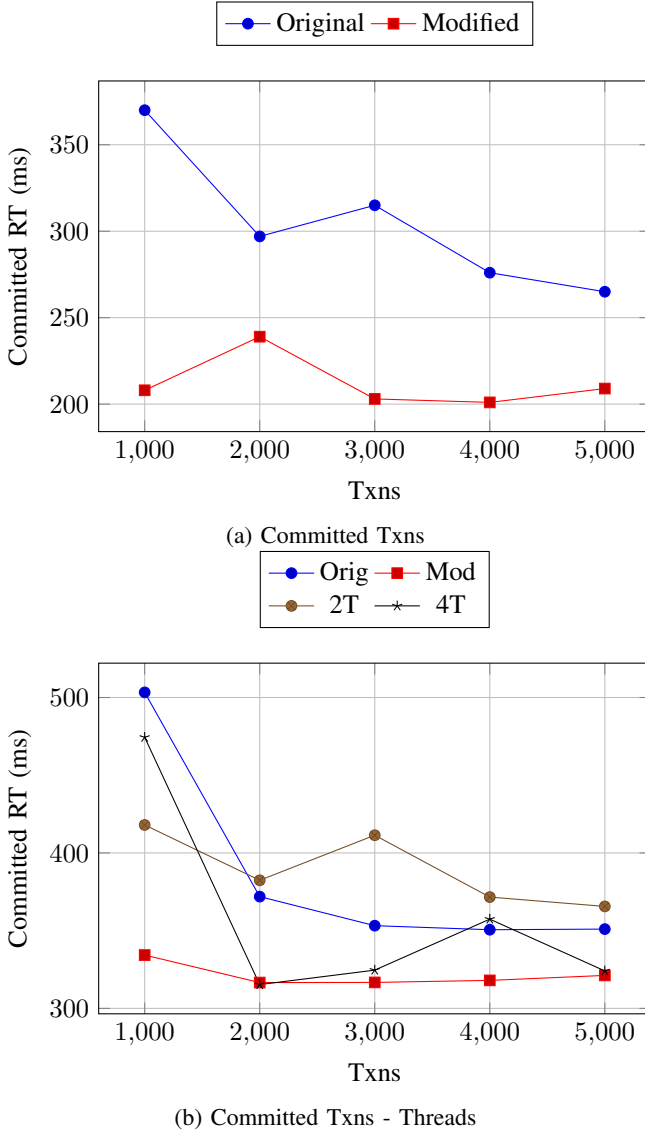 Original Modified
350
300
250
200
Committed RT (ms)
1,000 2,000 3,000 4,000 5,000
Txns
(a) Committed Txns
Orig Mod
2T 4T
500
400
300
Committed RT (ms)
1,000 2,000 3,000 4,000 5,000
Txns
(b) Committed Txns - Threads